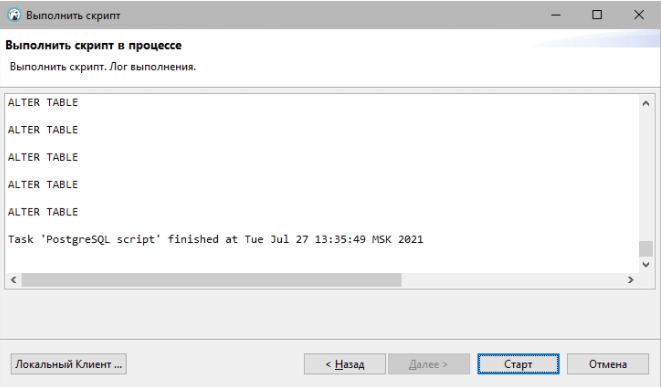 Выполнить скрипт
Выполнить скрипт в процессе
Выполнить скрипт. Лог выполнения.
ALTER TABLE
ALTER TABLE
ALTER TABLE
ALTER TABLE
ALTER TABLE
Task 'PostgreSQL script' finished at Tue Jul 27 13:35:49 MSK 2021
Локальный Клиент ... < Назад Далее > Старт Отмена